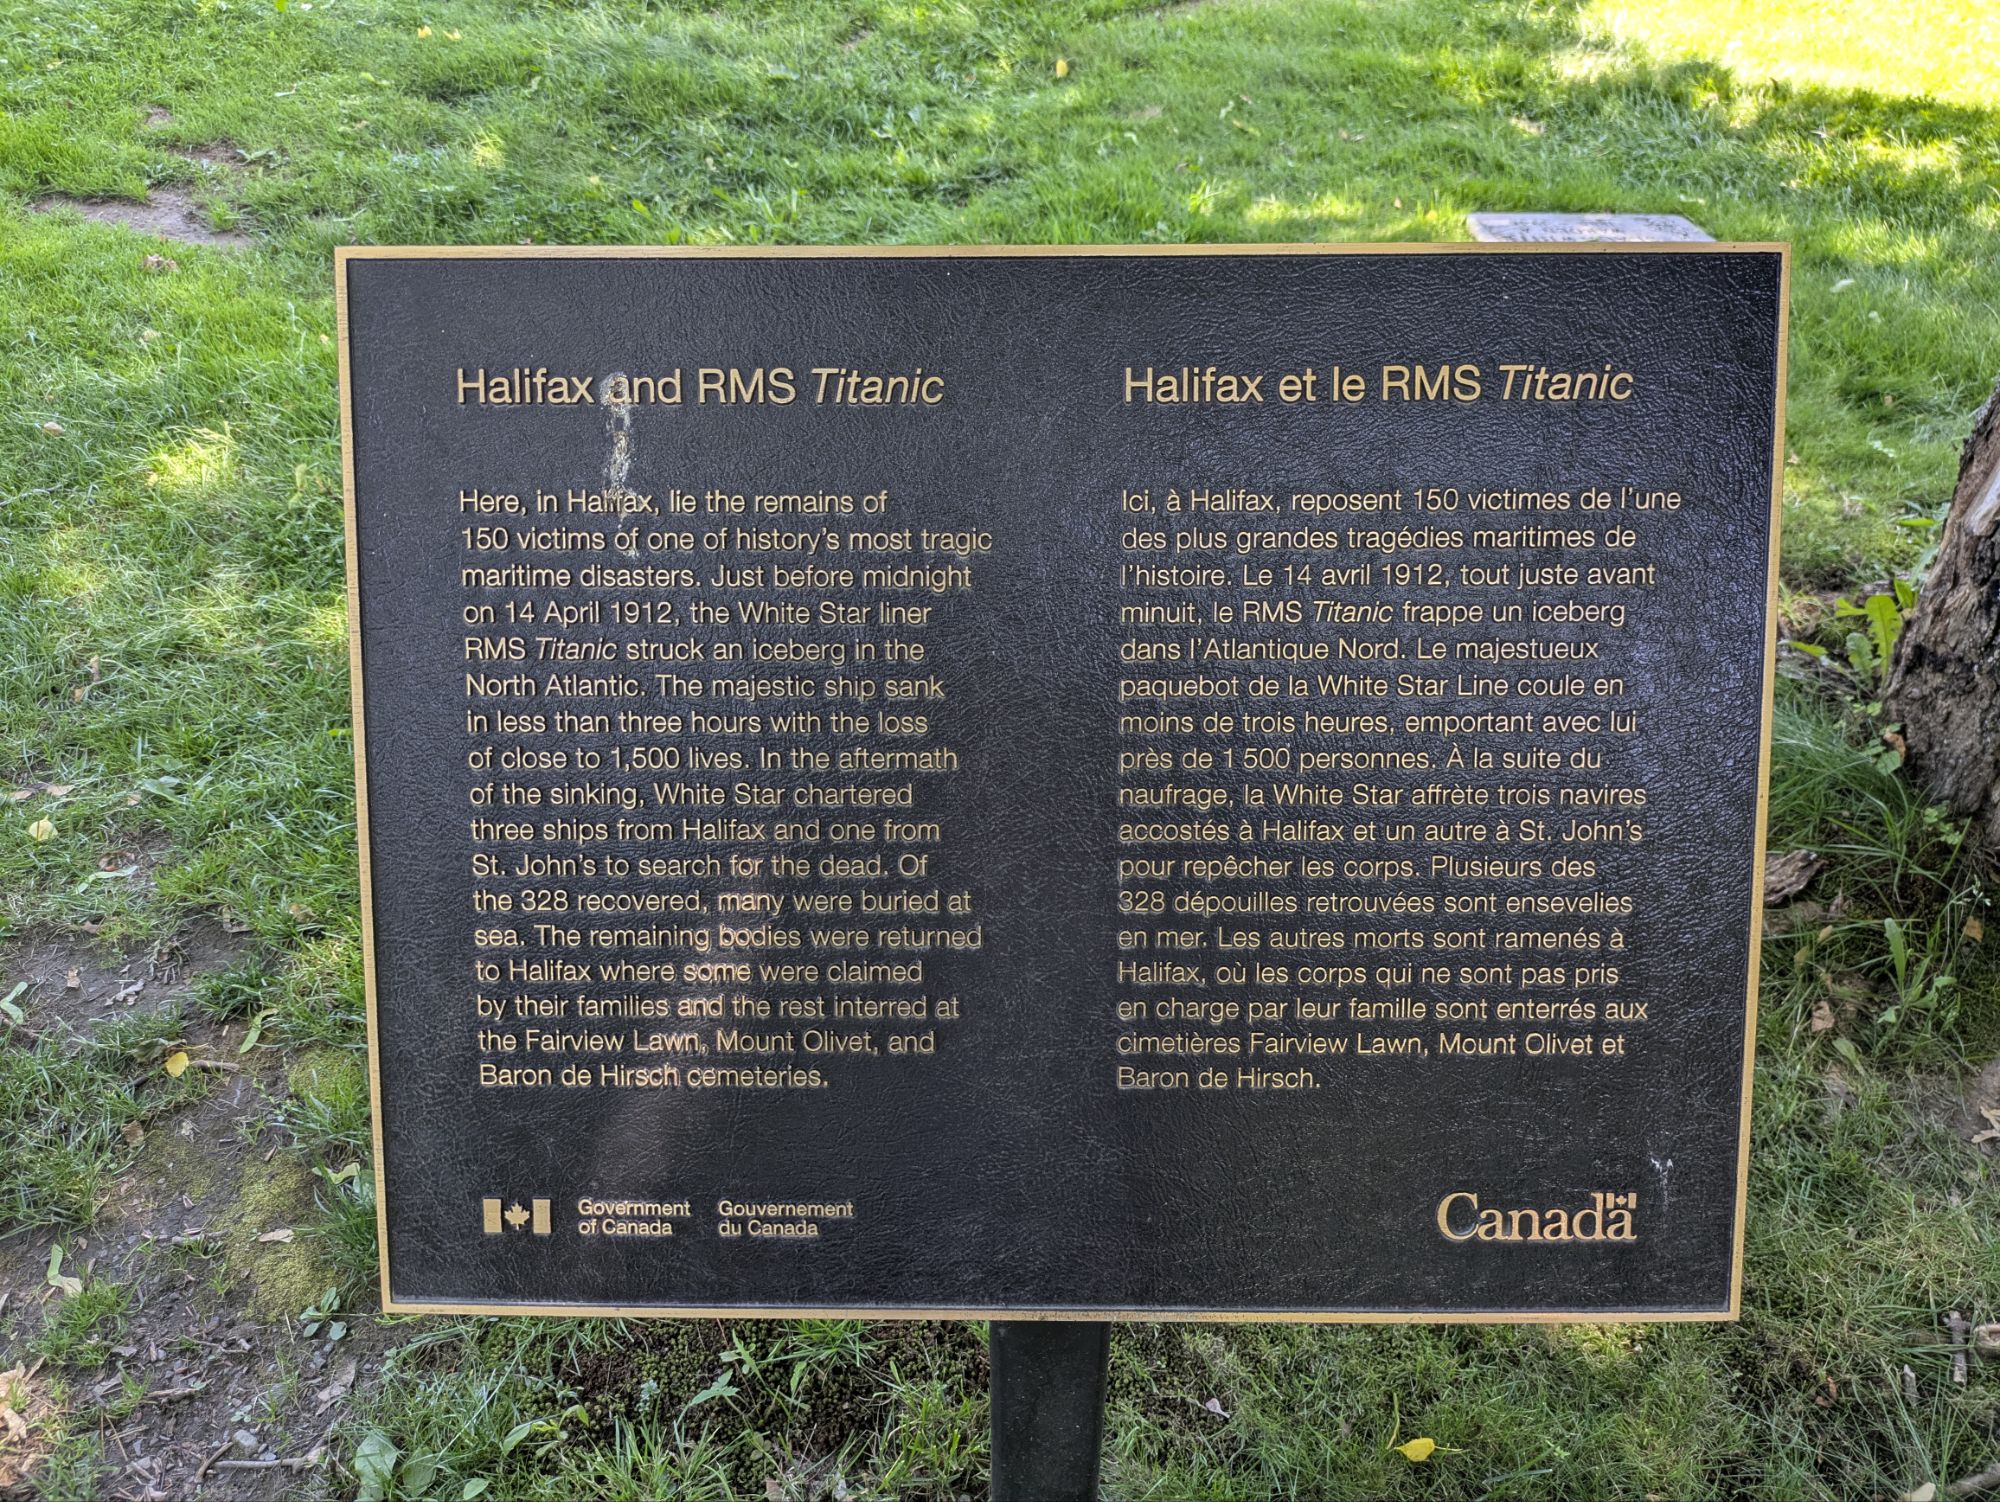 Halifax and RMS Titanic
Here, in Halifax, lie the remains of
150 victims of one of history's most tragic
maritime disasters. Just before midnight
on 14 April 1912, the White Star liner
RMS Titanic struck an iceberg in the
North Atlantic. The majestic ship sank
in less than three hours with the loss
of close to 1,500 lives. In the aftermath
of the sinking, White Star chartered
three ships from Halifax and one from
St. John's to search for the dead. Of
the 328 recovered, many were buried at
sea. The remaining bodies were returned
to Halifax where some were claimed
by their families and the rest interred at
the Fairview Lawn, Mount Olivet, and
Baron de Hirsch cemeteries.
Halifax et le RMS Titanic
Ici, à Halifax, reposent 150 victimes de l'une
des plus grandes tragédies maritimes de
l'histoire. Le 14 avril 1912, tout juste avant
minuit, le RMS Titanic frappe un iceberg
dans l'Atlantique Nord. Le majestueux
paquebot de la White Star Line coule en
moins de trois heures, emportant avec lui
près de 1 500 personnes. À la suite du
naufrage, la White Star affrète trois navires
accostés à Halifax et un autre à St. John's
pour repêcher les corps. Plusieurs des
328 dépouilles retrouvées sont ensevelies
en mer. Les autres morts sont ramenés à
Halifax, où les corps qui ne sont pas pris
en charge par leur famille sont enterrés aux
cimetières Fairview Lawn, Mount Olivet et
Baron de Hirsch.
Government
of Canada
Gouvernement
du Canada
Canada